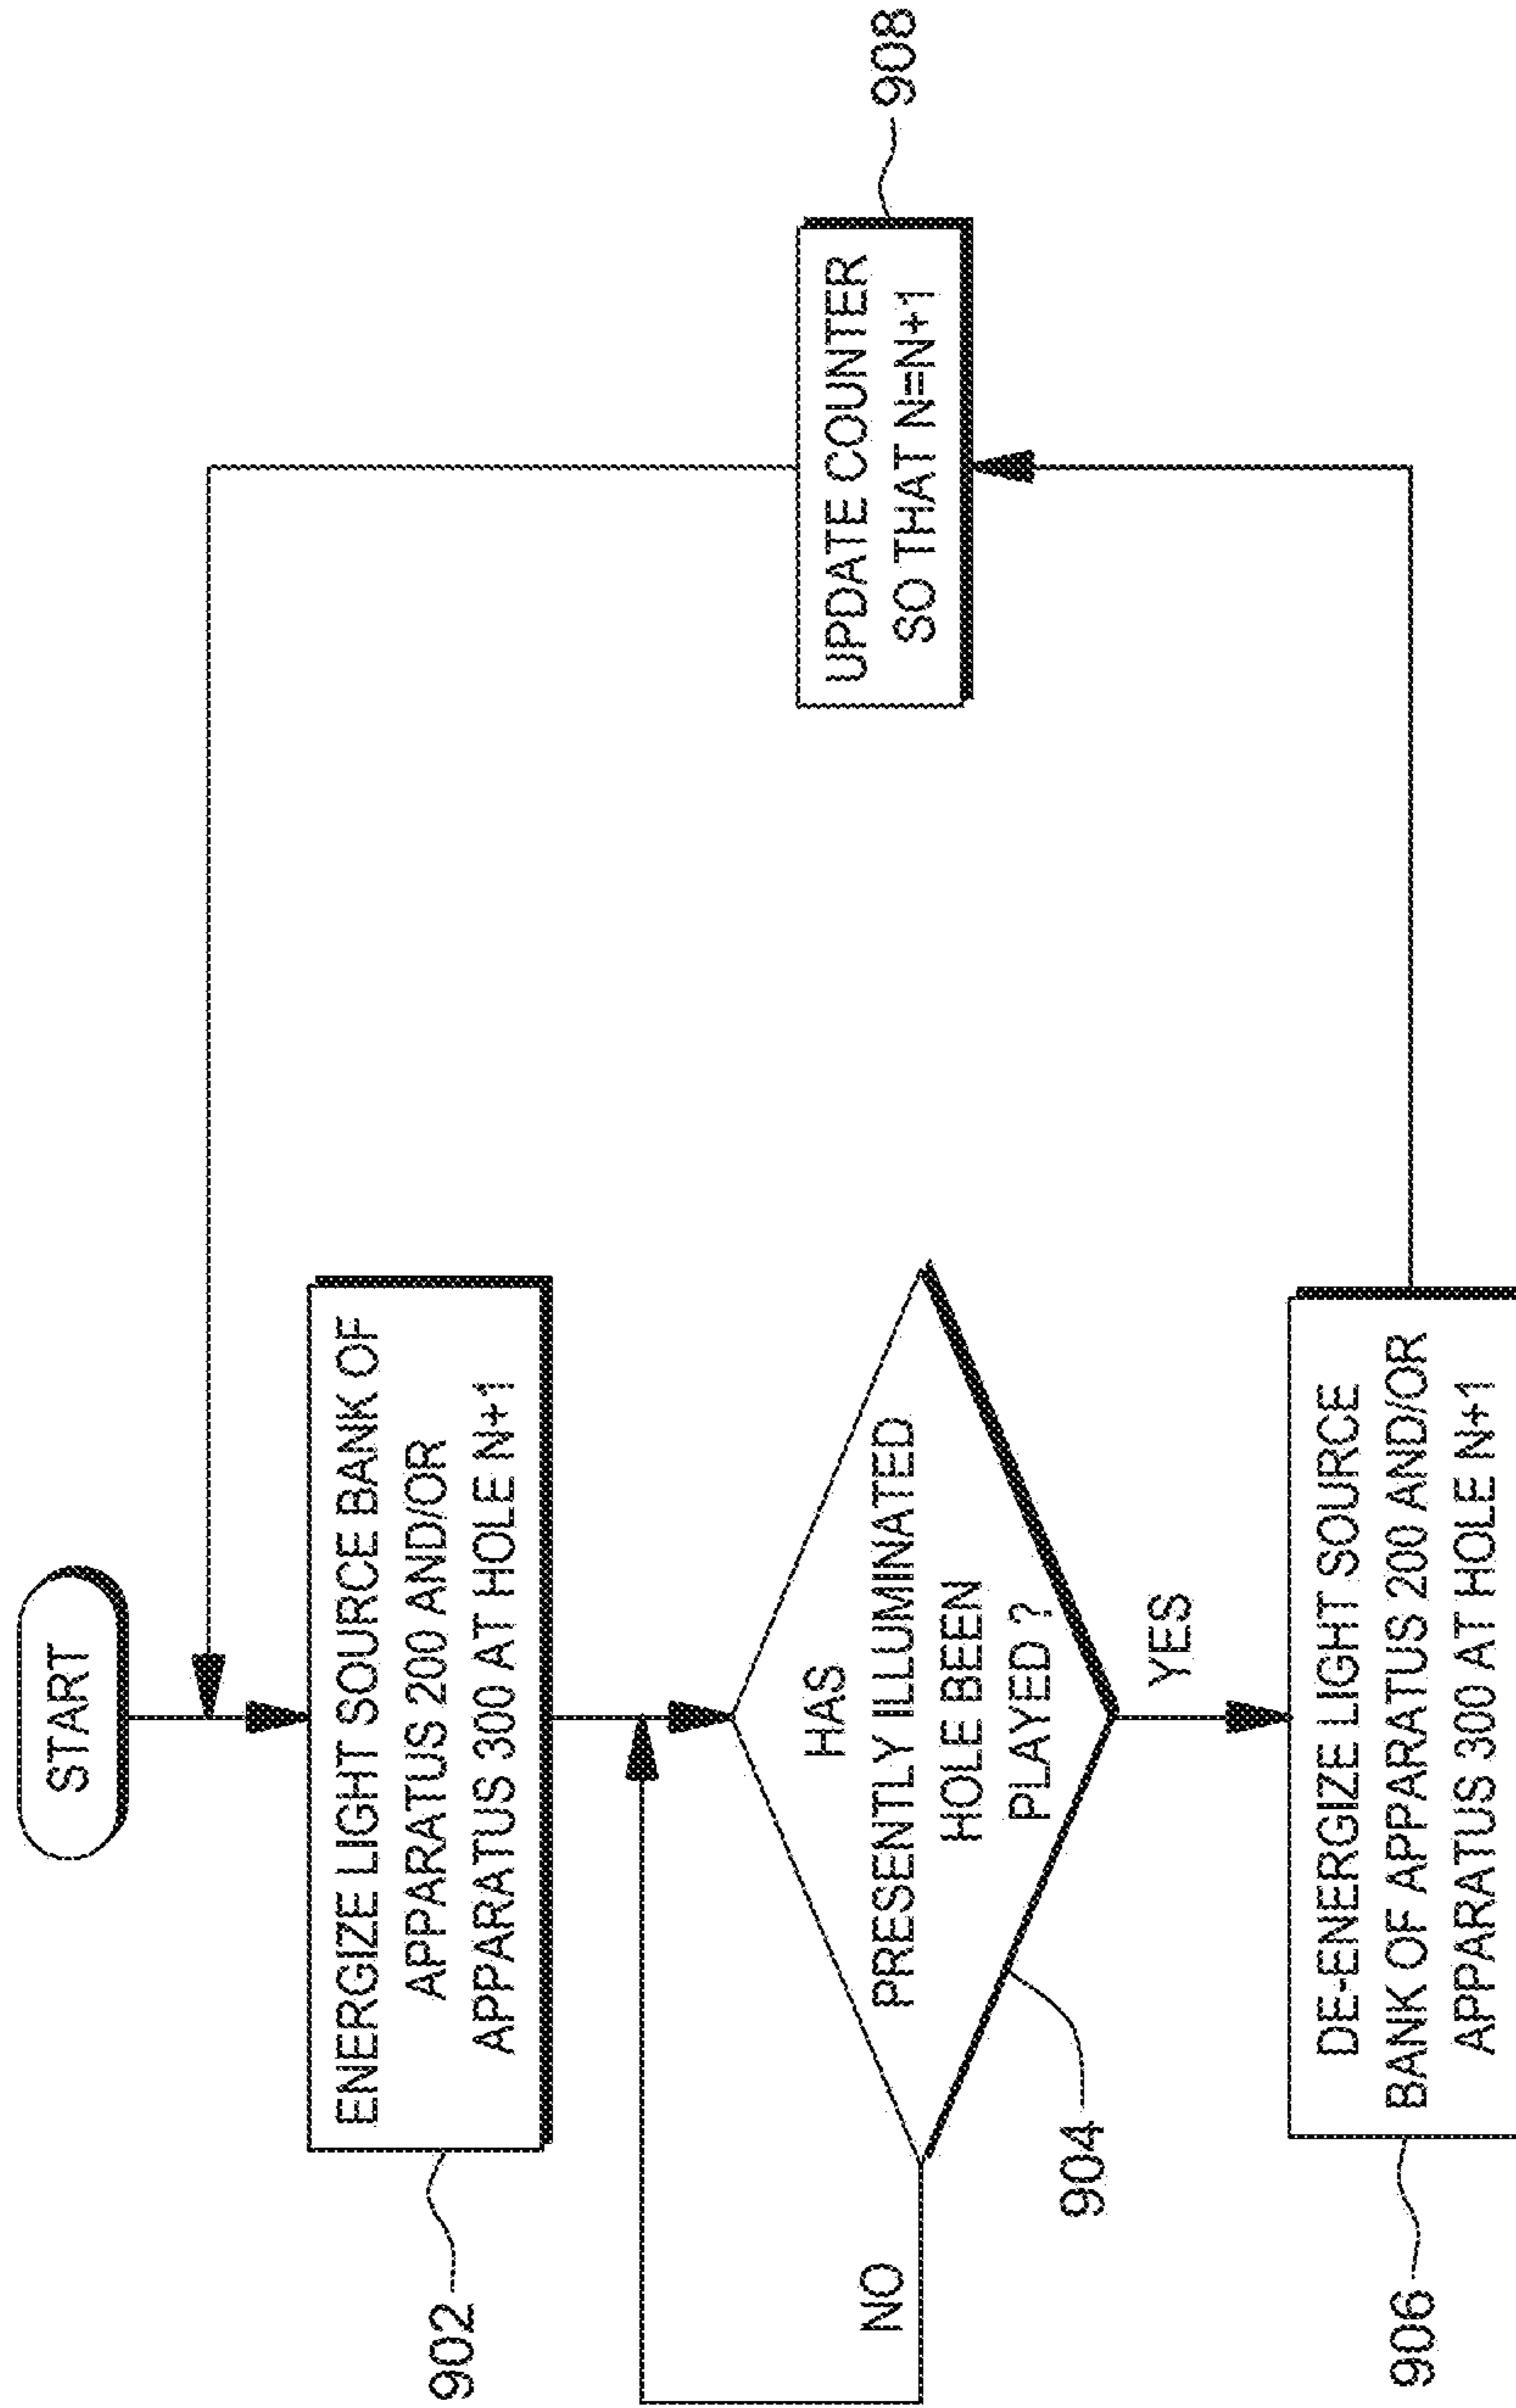 START
ENERGIZE LIGHT SOURCE BANK OF
APPARATUS 200 AND/OR
APPARATUS 300 AT HOLE N+1
902
HAS
PRESENTLY ILLUMINATED
HOLE BEEN
PLAYED ?
904
NO
YES
DE-ENERGIZE LIGHT SOURCE
BANK OF APPARATUS 200 AND/OR
APPARATUS 300 AT HOLE N+1
906
UPDATE COUNTER
SO THAT N=N+1
908